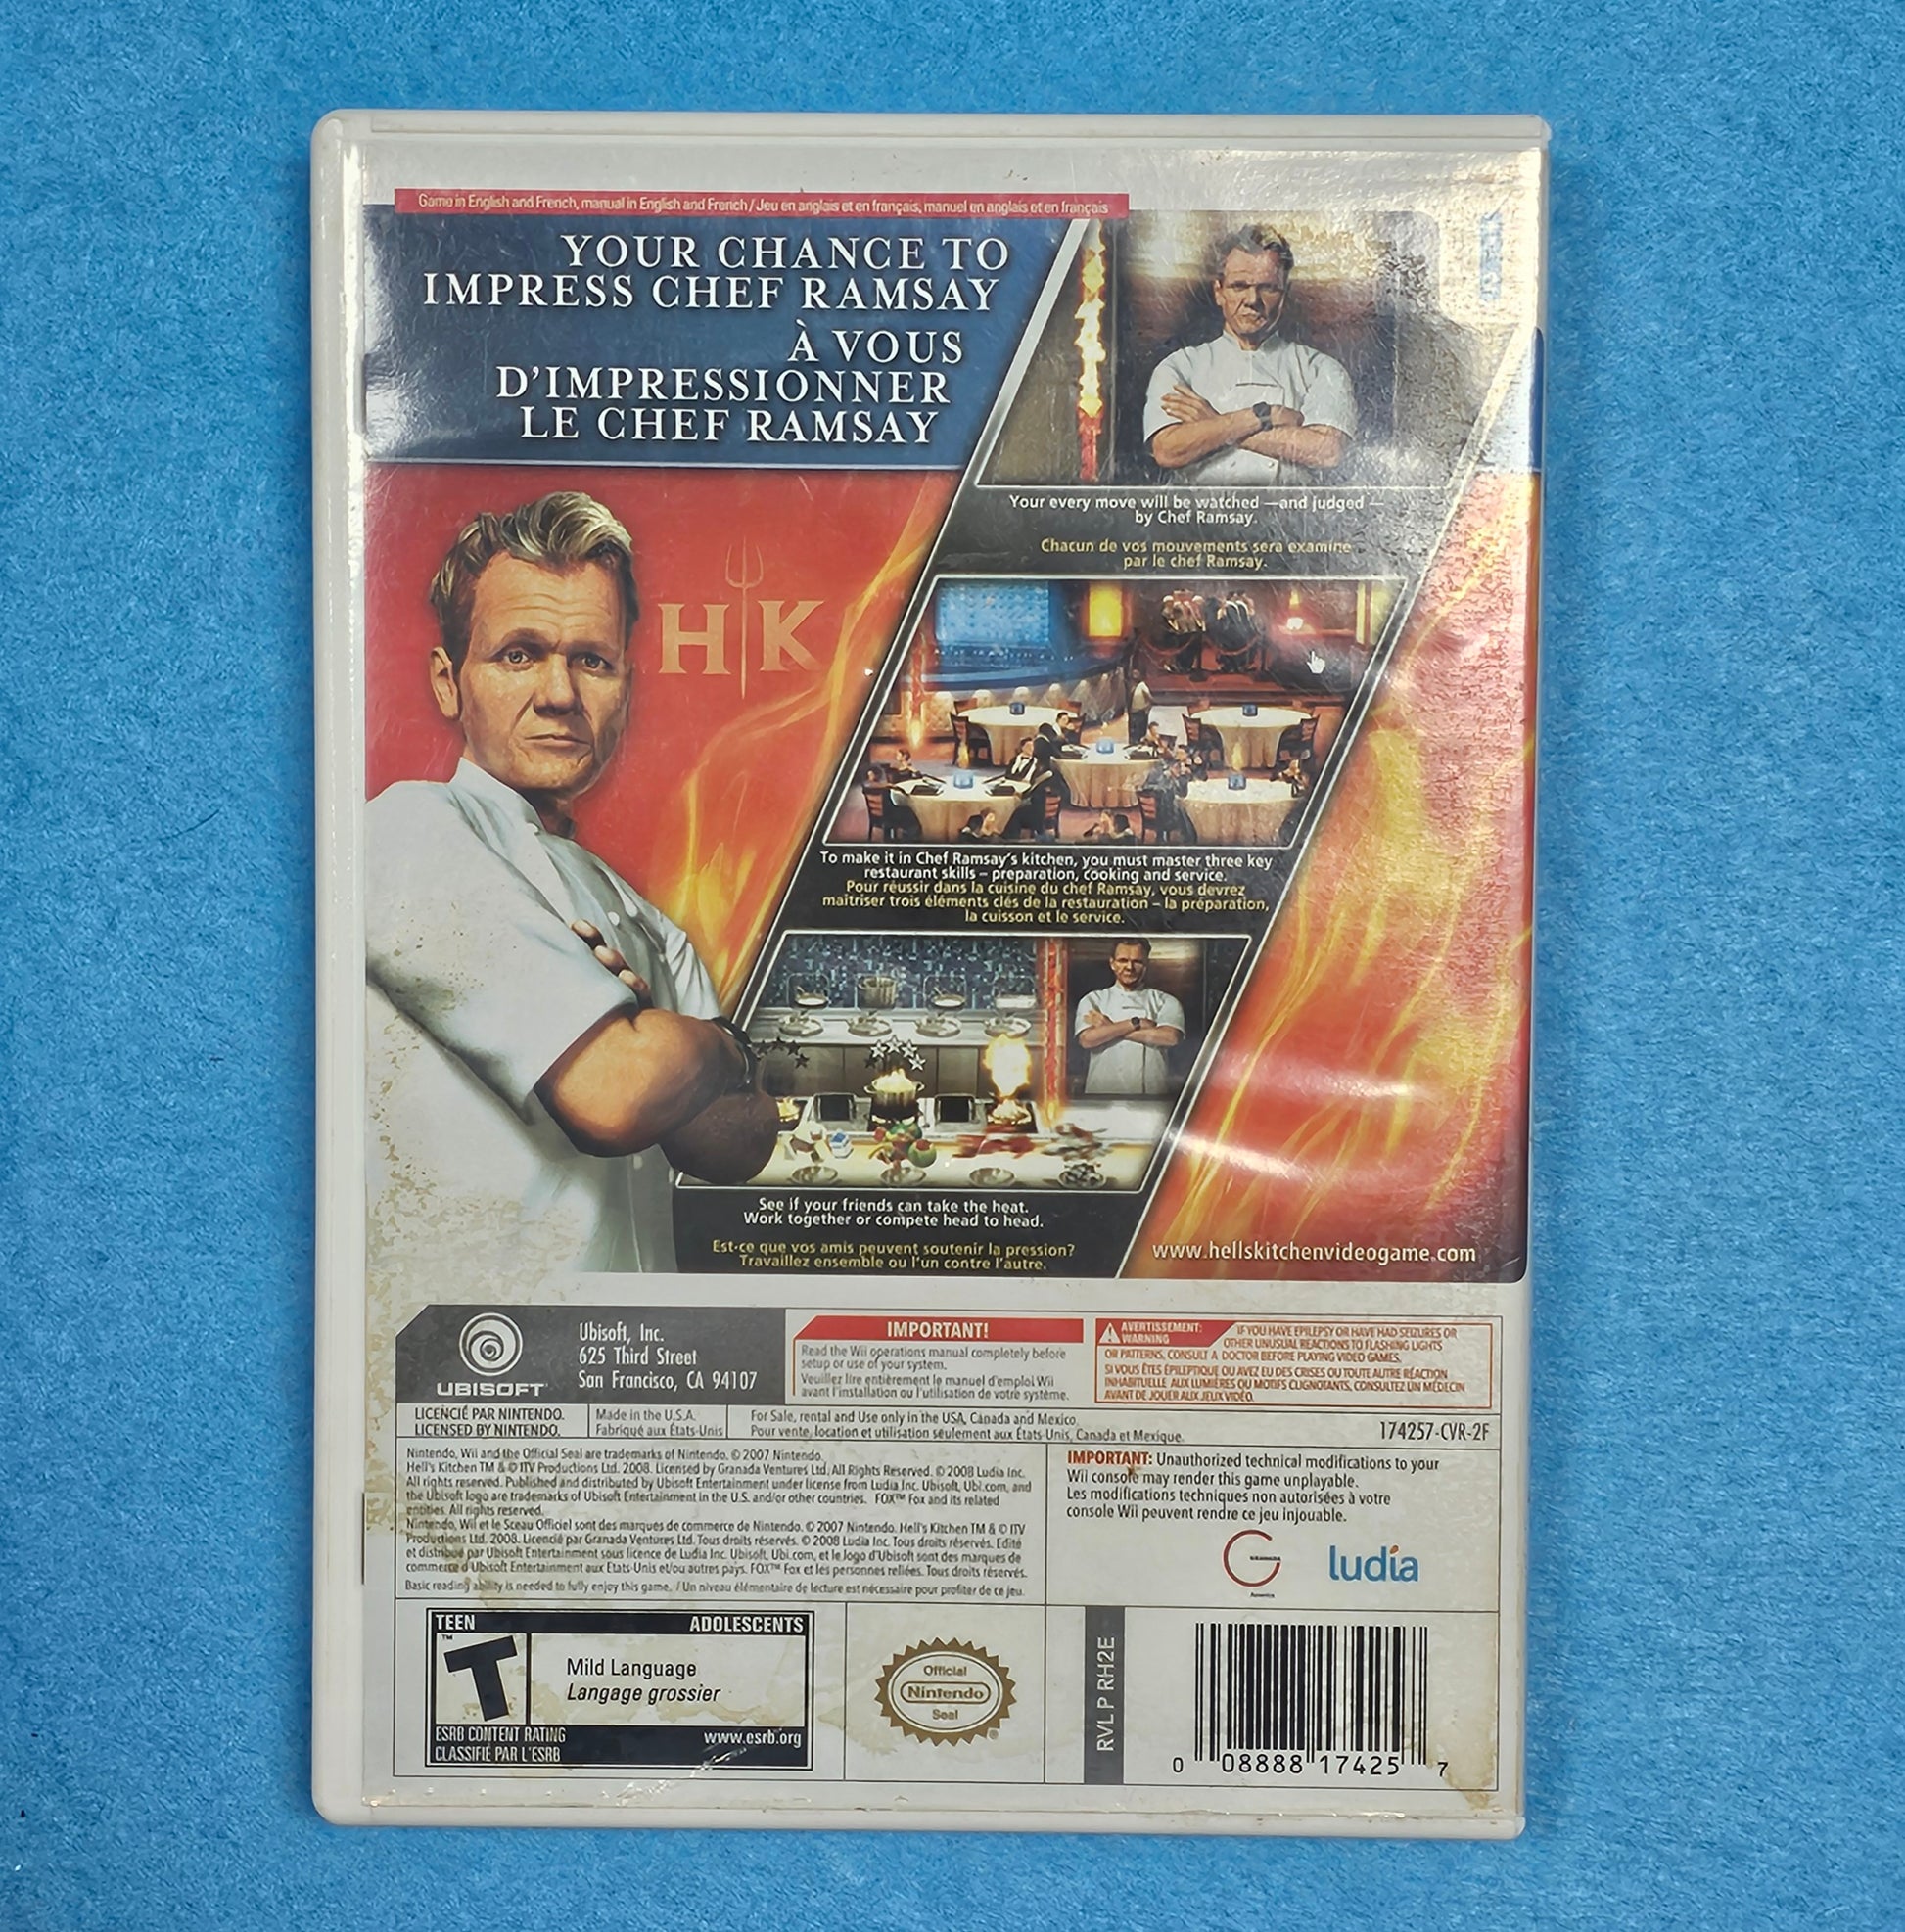 Game in English and French, manual in English and French / Jeu en anglais et en français, manuel en anglais et en français
YOUR CHANCE TO
IMPRESS CHEF RAMSAY
À VOUS
D'IMPRESSIONNER
LE CHEF RAMSAY
Your every move will be watched —and judged —
by Chef Ramsay.
Chacun de vos mouvements sera examine
par le chef Ramsay.
H K
To make it in Chef Ramsay's kitchen, you must master three key
restaurant skills – preparation, cooking and service.
Pour réussir dans la cuisine du chef Ramsay, vous devrez
maîtriser trois éléments clés de la restauration – la préparation,
la cuisson et le service.
See if your friends can take the heat.
Work together or compete head to head.
Est-ce que vos amis peuvent soutenir la pression?
Travaillez ensemble ou l'un contre l'autre.
www.hellskitchenvideogame.com
UBISOFT
Ubisoft, Inc.
625 Third Street
San Francisco, CA 94107
IMPORTANT!
Read the Wii operations manual completely before
setup or use of your system.
Veuillez lire entièrement le manuel d'emploi Wii
avant l'installation ou l'utilisation de votre système.
AVERTISSEMENT:
WARNING
IF YOU HAVE EPILEPSY OR HAVE HAD SEIZURES OR
OTHER UNUSUAL REACTIONS TO FLASHING LIGHTS
OR PATTERNS, CONSULT A DOCTOR BEFORE PLAYING VIDEO GAMES.
SI VOUS ÊTES ÉPILEPTIQUE OU AVEZ EU DES CRISES OU TOUTE AUTRE RÉACTION
INHABITUELLE AUX LUMIÈRES OU MOTIFS CLIGNOTANTS, CONSULTEZ UN MÉDECIN
AVANT DE JOUER AUX JEUX VIDÉO.
LICENCIÉ PAR NINTENDO.
LICENSED BY NINTENDO.
Made in the U.S.A.
Fabriqué aux États-Unis
For Sale, rental and Use only in the USA, Canada and Mexico.
Pour vente, location et utilisation seulement aux États-Unis, Canada et Mexique.
174257-CVR-2F
Nintendo, Wii and the Official Seal are trademarks of Nintendo. © 2007 Nintendo.
Hell's Kitchen TM & © ITV Productions Ltd. 2008. Licensed by Granada Ventures Ltd. All Rights Reserved. © 2008 Ludia Inc.
All rights reserved. Published and distributed by Ubisoft Entertainment under license from Ludia Inc. Ubisoft, Ubi.com, and
the Ubisoft logo are trademarks of Ubisoft Entertainment in the U.S. and/or other countries. FOX™ Fox and its related
entities. All rights reserved.
Nintendo, Wii et le Sceau Officiel sont des marques de commerce de Nintendo. © 2007 Nintendo. Hell's Kitchen TM & © ITV
Productions Ltd. 2008. Licencié par Granada Ventures Ltd. Tous droits réservés. © 2008 Ludia Inc. Tous droits réservés. Edité
et distribué par Ubisoft Entertainment sous licence de Ludia Inc. Ubisoft, Ubi.com, et le logo d'Ubisoft sont des marques de
commerce d'Ubisoft Entertainment aux Etats-Unis et/ou autres pays. FOX™ Fox et les personnes reliées. Tous droits réservés.
Basic reading ability is needed to fully enjoy this game. / Un niveau élémentaire de lecture est nécessaire pour profiter de ce jeu.
IMPORTANT: Unauthorized technical modifications to your
Wii console may render this game unplayable.
Les modifications techniques non autorisées à votre
console Wii peuvent rendre ce jeu injouable.
ludia
TEEN ADOLESCENTS
T
Mild Language
Langage grossier
ESRB CONTENT RATING www.esrb.org
CLASSIFIÉ PAR L'ESRB
Official
Nintendo
Seal
RVL P RH2E
0 08888 17425 7